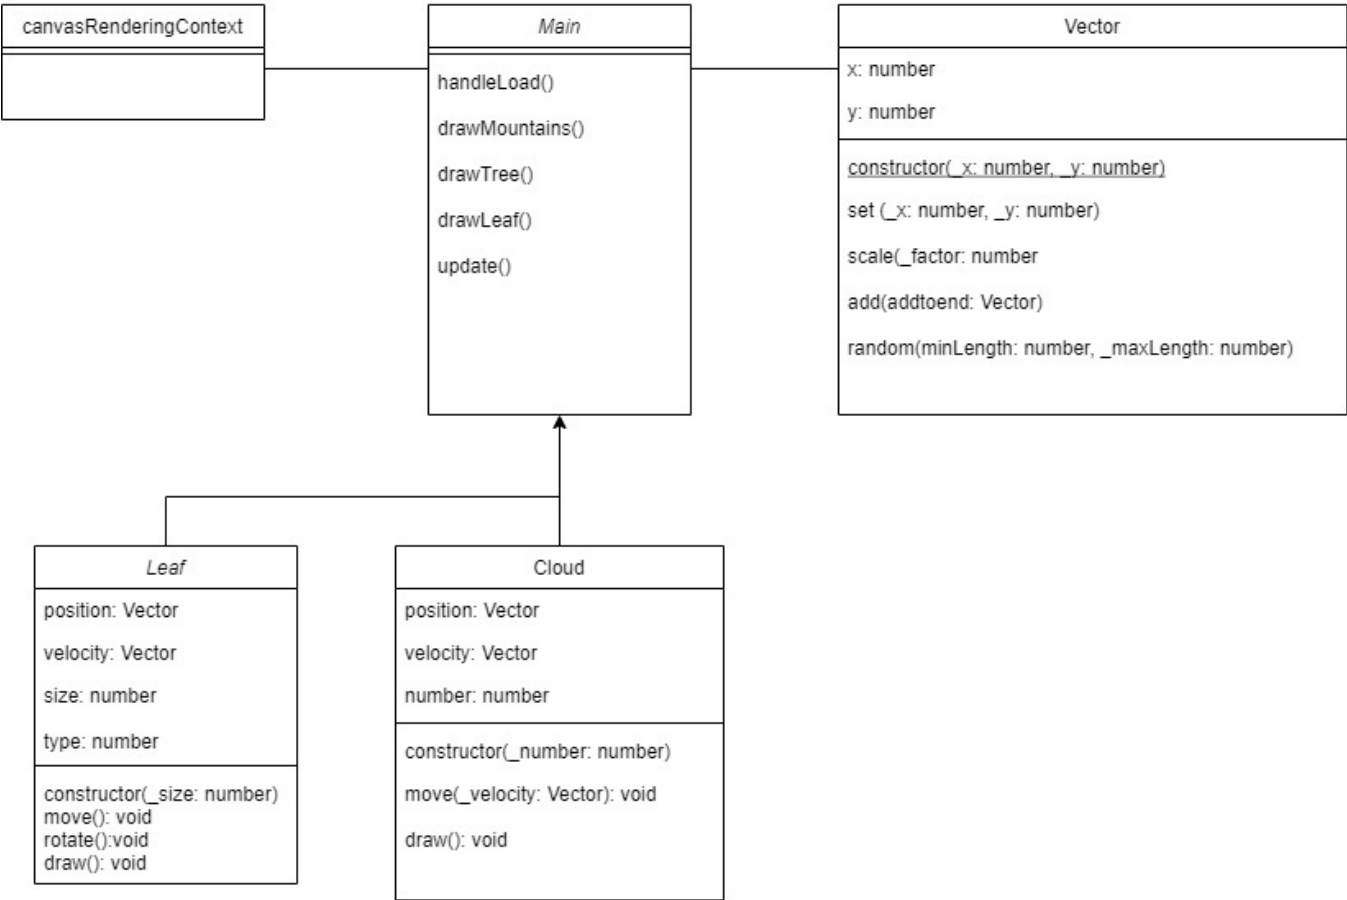 canvasRenderingContext
Main
handleLoad()
drawMountains()
drawTree()
drawLeaf()
update()
Vector
x: number
y: number
constructor(_x: number, _y: number)
set (_x: number, _y: number)
scale(_factor: number
add(addtoend: Vector)
random(minLength: number, _maxLength: number)
Leaf
position: Vector
velocity: Vector
size: number
type: number
constructor(_size: number)
move(): void
rotate():void
draw(): void
Cloud
position: Vector
velocity: Vector
number: number
constructor(_number: number)
move(_velocity: Vector): void
draw(): void